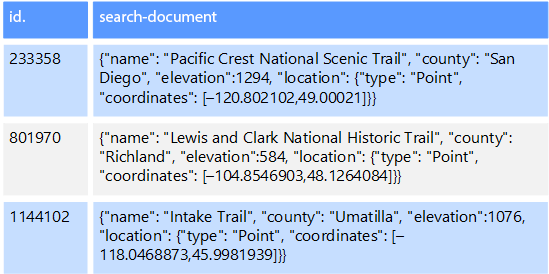 id. search-document
233358 {"name": "Pacific Crest National Scenic Trail", "county": "San
Diego", "elevation":1294, "location": {"type": "Point",
"coordinates": [–120.802102,49.00021]}}
801970 {"name": "Lewis and Clark National Historic Trail", "county":
"Richland", "elevation":584, "location": {"type": "Point",
"coordinates": [–104.8546903,48.1264084]}}
1144102 {"name": "Intake Trail", "county": "Umatilla", "elevation":1076,
"location": {"type": "Point", "coordinates": [–
118.0468873,45.9981939]}}